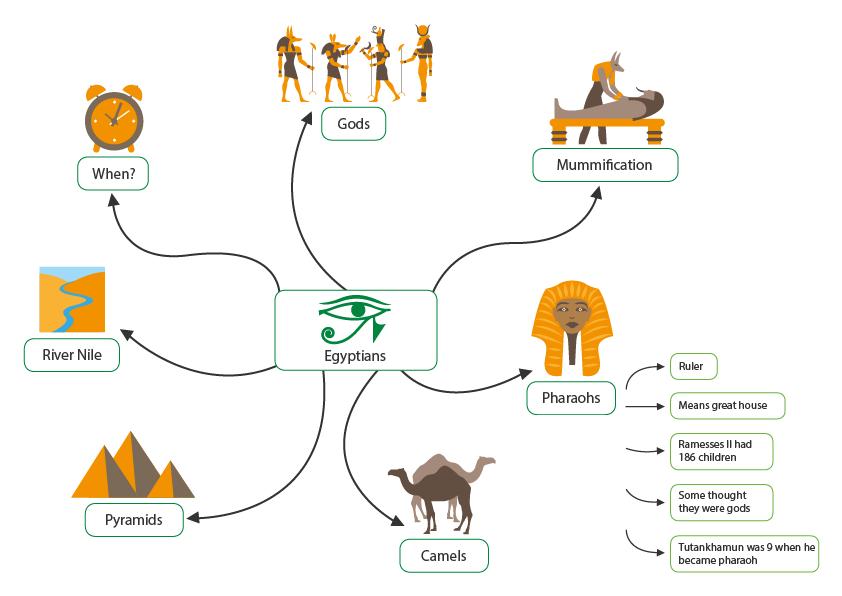 Gods
Mummification
When?
River Nile
Egyptians
Pharaohs
Ruler
Means great house
Ramesses II had
186 children
Some thought
they were gods
Tutankhamun was 9 when he
became pharaoh
Pyramids
Camels